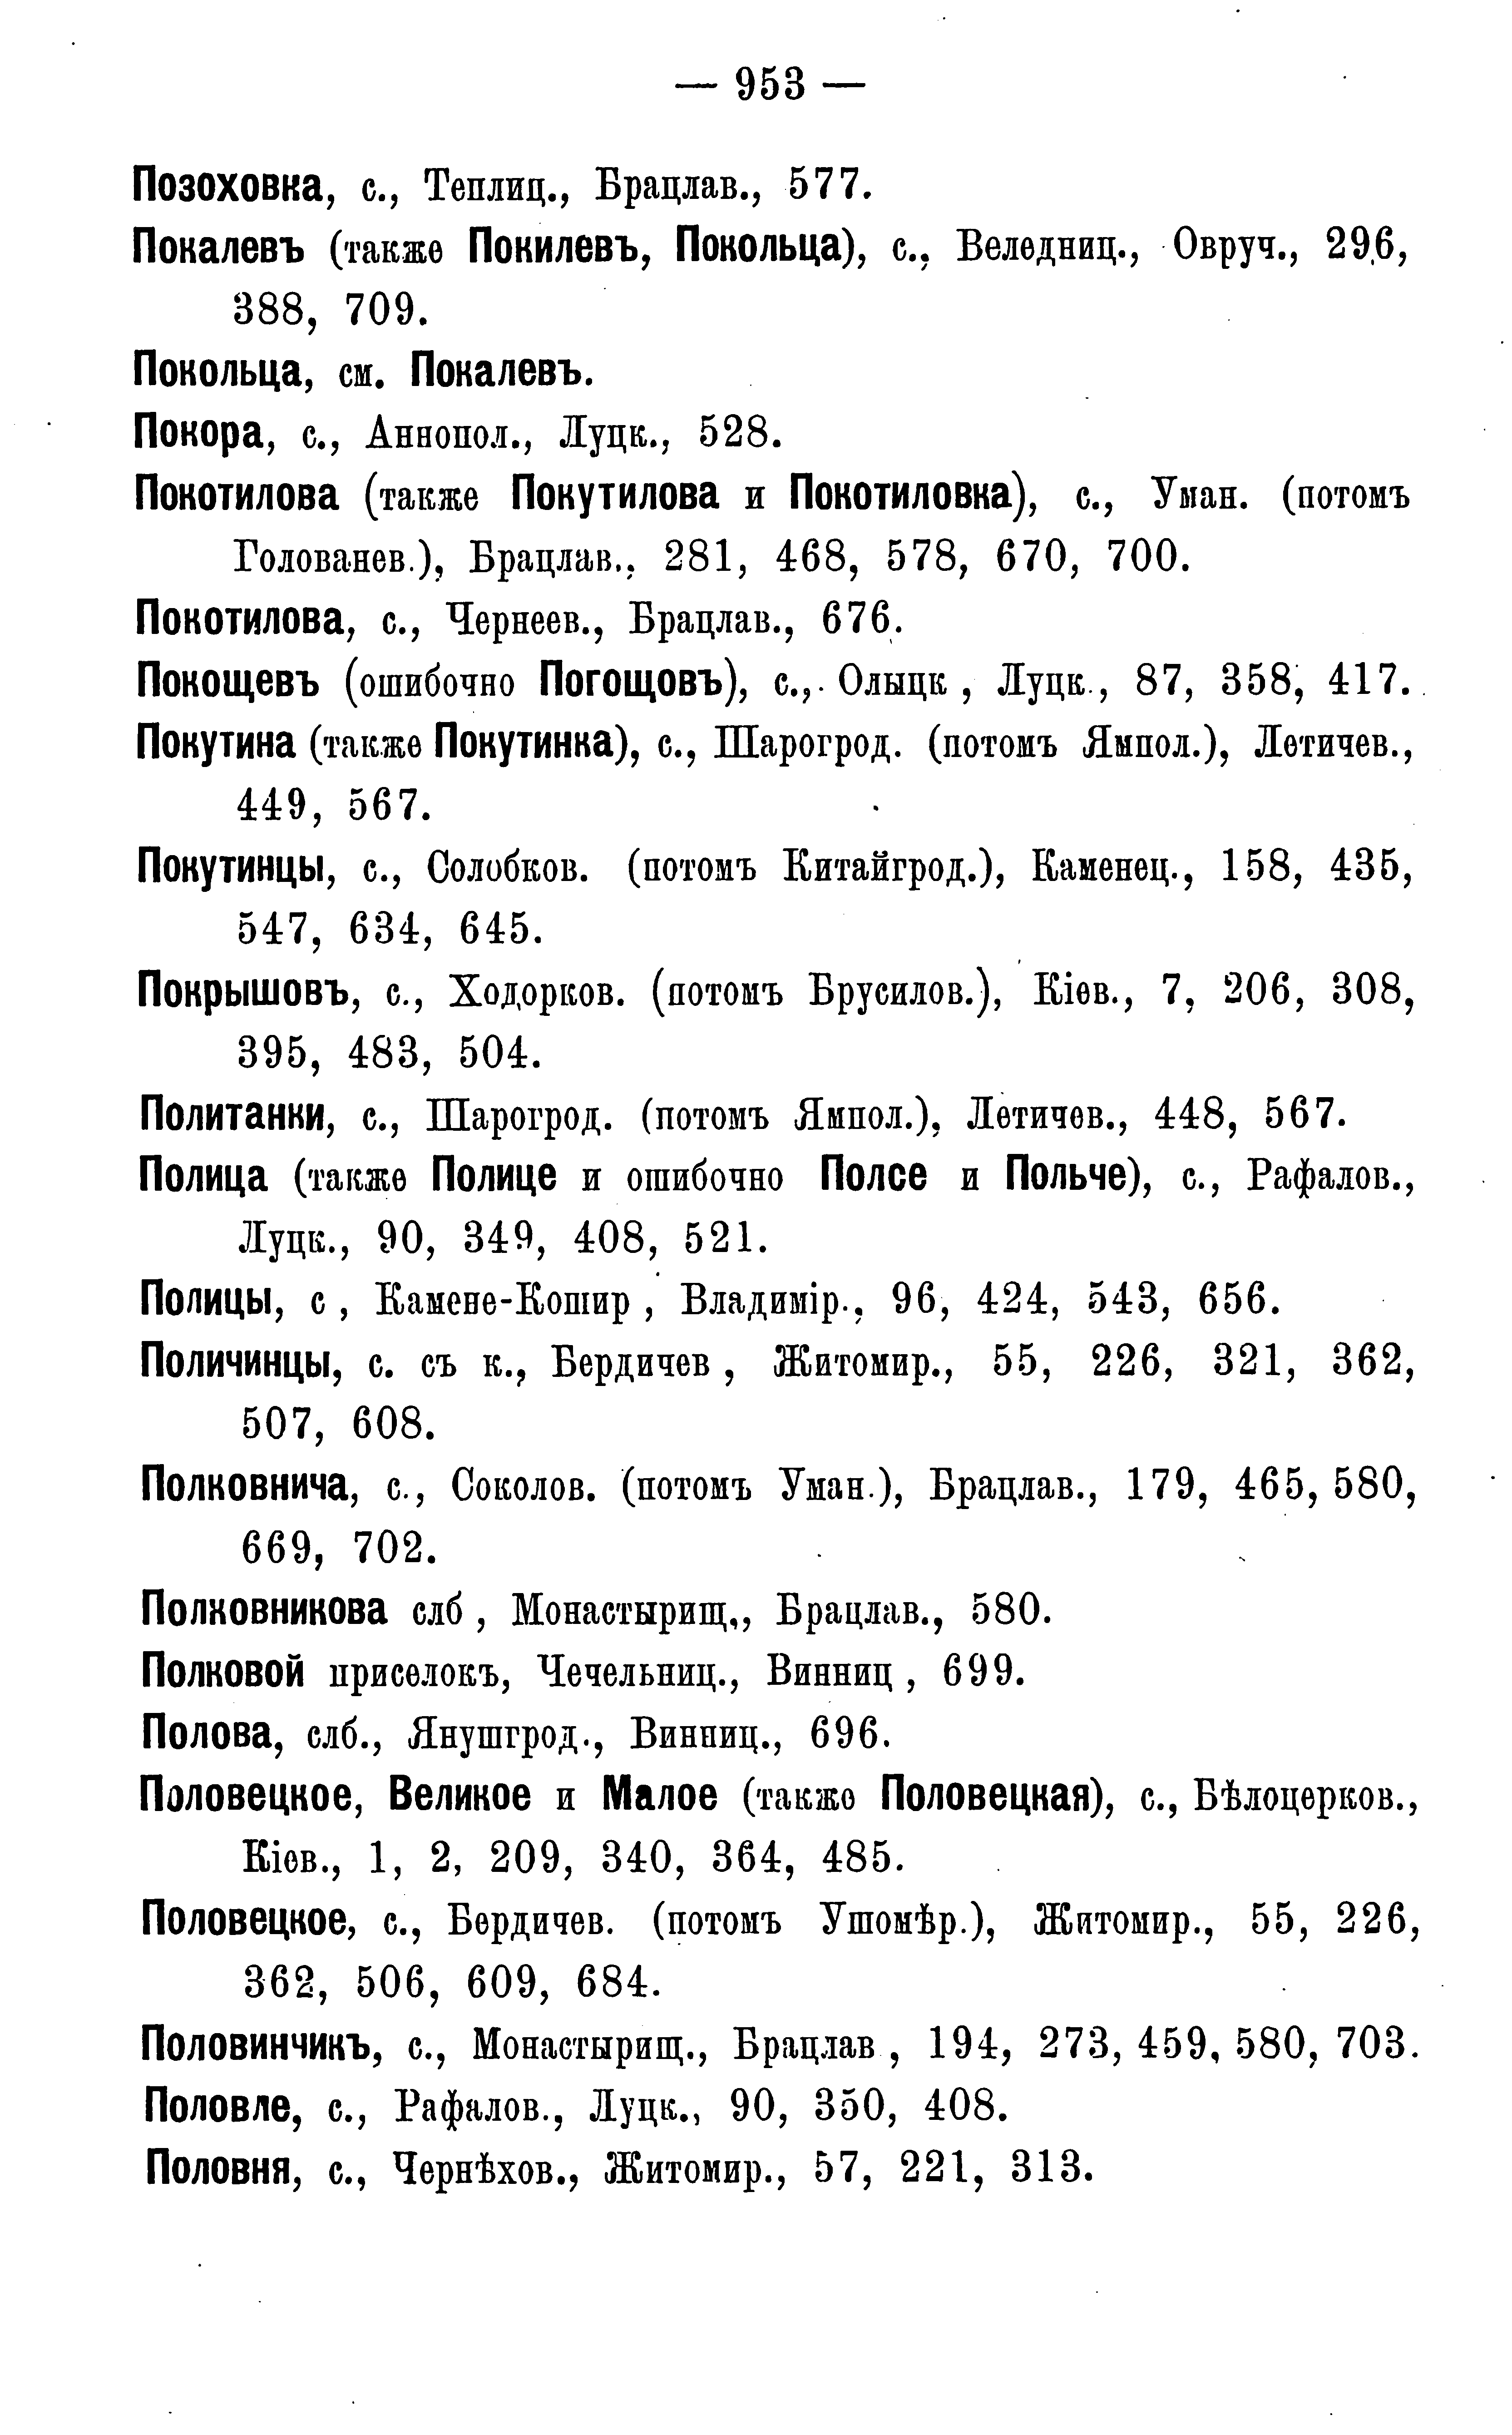 — 953 —
Позоховка, с., Теплиц., Брацлав., 577.
Покалевъ (также Покилевъ, Покольца), с., Веледниц., Овруч., 296,
388, 709.
Покольца, см. Покалевъ.
Покора, с., Аннопол., Луцк., 528.
Покотилова (также Покутилова и Покотиловка), с., Уман. (потомъ
Голованев.), Брацлав., 281, 468, 578, 670, 700.
Покотилова, с., Чернеев., Брацлав., 676.
Покощевъ (ошибочно Погощовъ), с., Олыцк , Луцк., 87, 358, 417.
Покутина (также Покутинка), с., Шарогрод. (потомъ Ямпол.), Летичев.,
449, 567.
Покутинцы, с., Солобков. (потомъ Китайгрод.), Каменец., 158, 435,
547, 634, 645.
Покрышовъ, с., Ходорков. (потомъ Брусилов.), Кіев., 7, 206, 308,
395, 483, 504.
Политанки, с., Шарогрод. (потомъ Ямпол.), Летичев., 448, 567.
Полица (также Полице и ошибочно Полсе и Польче), с., Рафалов.,
Луцк., 90, 349, 408, 521.
Полицы, с , Камене-Кошир , Владимір., 96, 424, 543, 656.
Поличинцы, с. съ к., Бердичев , Житомир., 55, 226, 321, 362,
507, 608.
Полковнича, с., Соколов. (потомъ Уман.), Брацлав., 179, 465, 580,
669, 702.
Полковникова слб , Монастырищ., Брацлав., 580.
Полковой приселокъ, Чечельниц., Винниц , 699.
Полова, слб., Янушгрод., Винниц., 696.
Половецкое, Великое и Малое (также Половецкая), с., Бѣлоцерков.,
Кіев., 1, 2, 209, 340, 364, 485.
Половецкое, с., Бердичев. (потомъ Ушомѣр.), Житомир., 55, 226,
362, 506, 609, 684.
Половинчикъ, с., Монастырищ., Брацлав , 194, 273, 459, 580, 703.
Половле, с., Рафалов., Луцк., 90, 350, 408.
Половня, с., Чернѣхов., Житомир., 57, 221, 313.